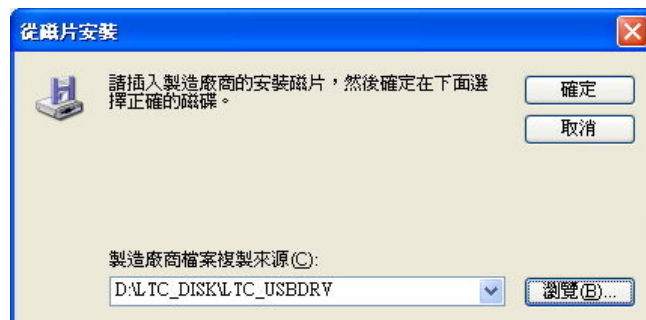 從磁片安裝
請插入製造廠商的安裝磁片，然後確定在下面選
擇正確的磁碟。
確定
取消
製造廠商檔案複製來源(C):
D:\LTC_DISK\LTC_USBDRV
瀏覽(B)...